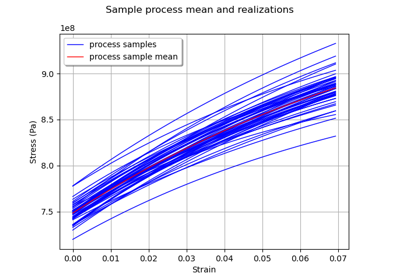 Sample process mean and realizations
1e8
process samples
process sample mean
9.0
8.5
8.0
7.5
Stress (Pa)
0.00 0.01 0.02 0.03 0.04 0.05 0.06 0.07
Strain